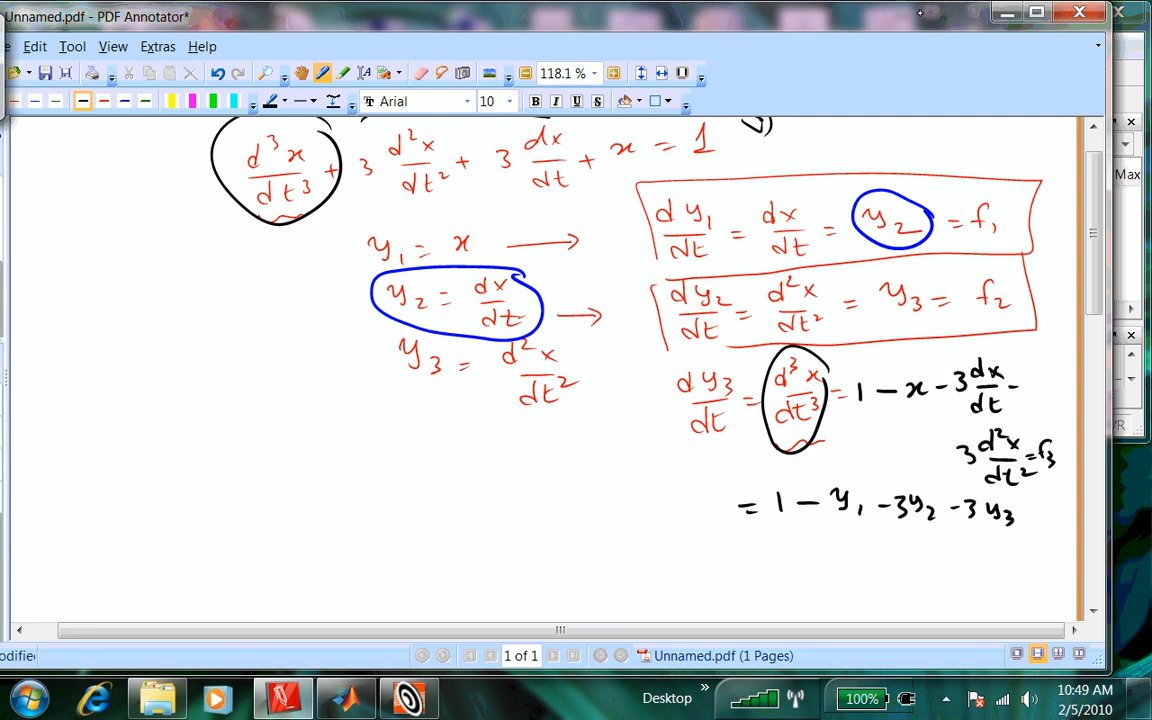 Unnamed.pdf - PDF Annotator*
Edit Tool View Extras Help
118.1 %
Arial 10 B I U S
d³x/dt³ + 3 d²x/dt² + 3 dx/dt + x = 1
Max
dy₁/dt = dx/dt = y₂ = f₁
y₁ = x ⟶
y₂ = dx/dt ⟶
dy₂/dt = d²x/dt² = y₃ = f₂
y₃ = d²x/dt²
dy₃/dt = d³x/dt³ = 1 - x - 3 dx/dt -
3 d²x/dt² = f₃
= 1 - y₁ - 3y₂ - 3y₃
1 of 1 Unnamed.pdf (1 Pages)
Desktop » 100% 10:49 AM
2/5/2010